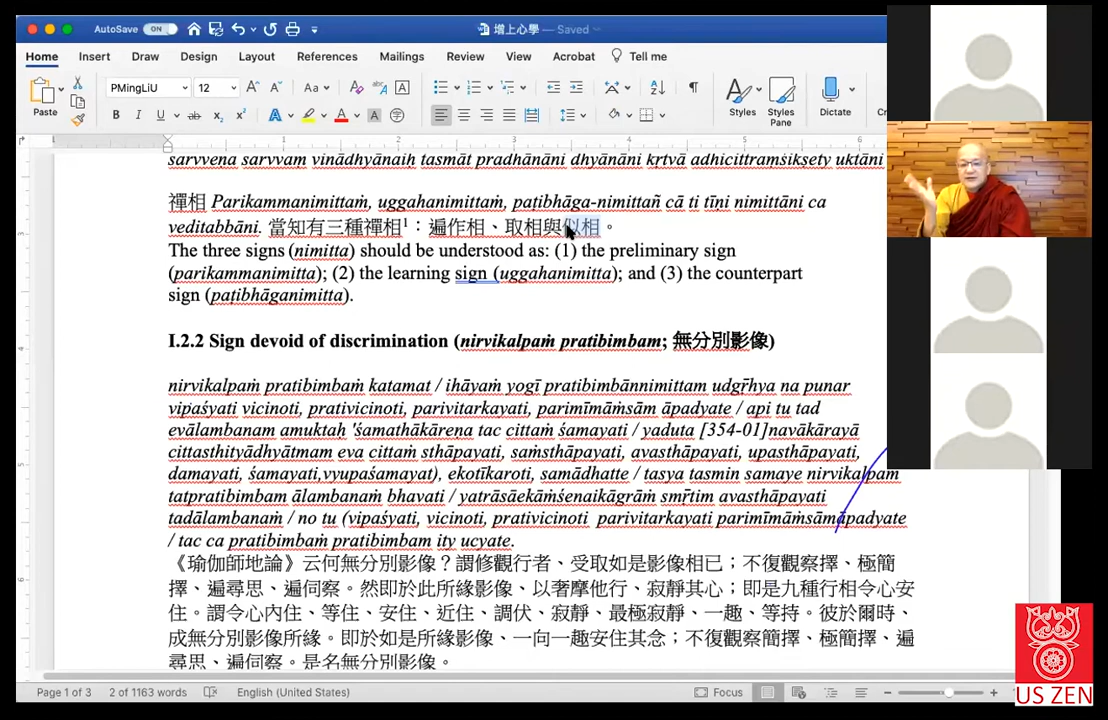 AutoSave ON 增上心學 — Saved
Home Insert Draw Design Layout References Mailings Review View Acrobat Tell me
Paste PMingLiU 12 Styles Styles Pane Dictate
1 2 3 4 5 6
sarvvena sarvvam vinādhyānaih tasmāt pradhānāni dhyānāni kṛtvā adhicittraṁśikṣety uktāni
禪相 Parikammanimittaṁ, uggahanimittaṁ, paṭibhāga-nimittañ cā ti tīṇi nimittāni ca
veditabbāni. 當知有三種禪相1：遍作相、取相與似相。
The three signs (nimitta) should be understood as: (1) the preliminary sign
(parikammanimitta); (2) the learning sign (uggahanimitta); and (3) the counterpart
sign (paṭibhāganimitta).
I.2.2 Sign devoid of discrimination (nirvikalpaṁ pratibimbam; 無分別影像)
nirvikalpaṁ pratibimbaṁ katamat / ihāyaṁ yogī pratibimbānnimittam udgṛhya na punar
vipaśyati vicinoti, prativicinoti, parivitarkayati, parimīmāṁsām āpadyate / api tu tad
evālambanam amuktaḥ 'śamathākāreṇa tac cittaṁ śamayati / yaduta [354-01]navākārayā
cittasthityādhyātmam eva cittaṁ sthāpayati, saṁsthāpayati, avasthāpayati, upasthāpayati,
damayati, śamayati,vyupaśamayat), ekotīkaroti, samādhatte / tasya tasmin samaye nirvikalpaṁ
tatpratibimbam ālambanaṁ bhavati / yatrāsāekāṁśenaikāgrāṁ smṛtim avasthāpayati
tadālambanaṁ / no tu (vipaśyati, vicinoti, prativicinoti parivitarkayati parimīmāṁsāmāpadyate
/ tac ca pratibimbaṁ pratibimbam ity ucyate.
《瑜伽師地論》云何無分別影像？謂修觀行者、受取如是影像相已；不復觀察擇、極簡
擇、遍尋思、遍伺察。然即於此所緣影像、以奢摩他行、寂靜其心；即是九種行相令心安
住。謂令心內住、等住、安住、近住、調伏、寂靜、最極寂靜、一趣、等持。彼於爾時、
成無分別影像所緣。即於如是所緣影像、一向一趣安住其念；不復觀察簡擇、極簡擇、遍
尋思、遍伺察。是名無分別影像。
Page 1 of 3 2 of 1163 words English (United States) Focus
US ZEN